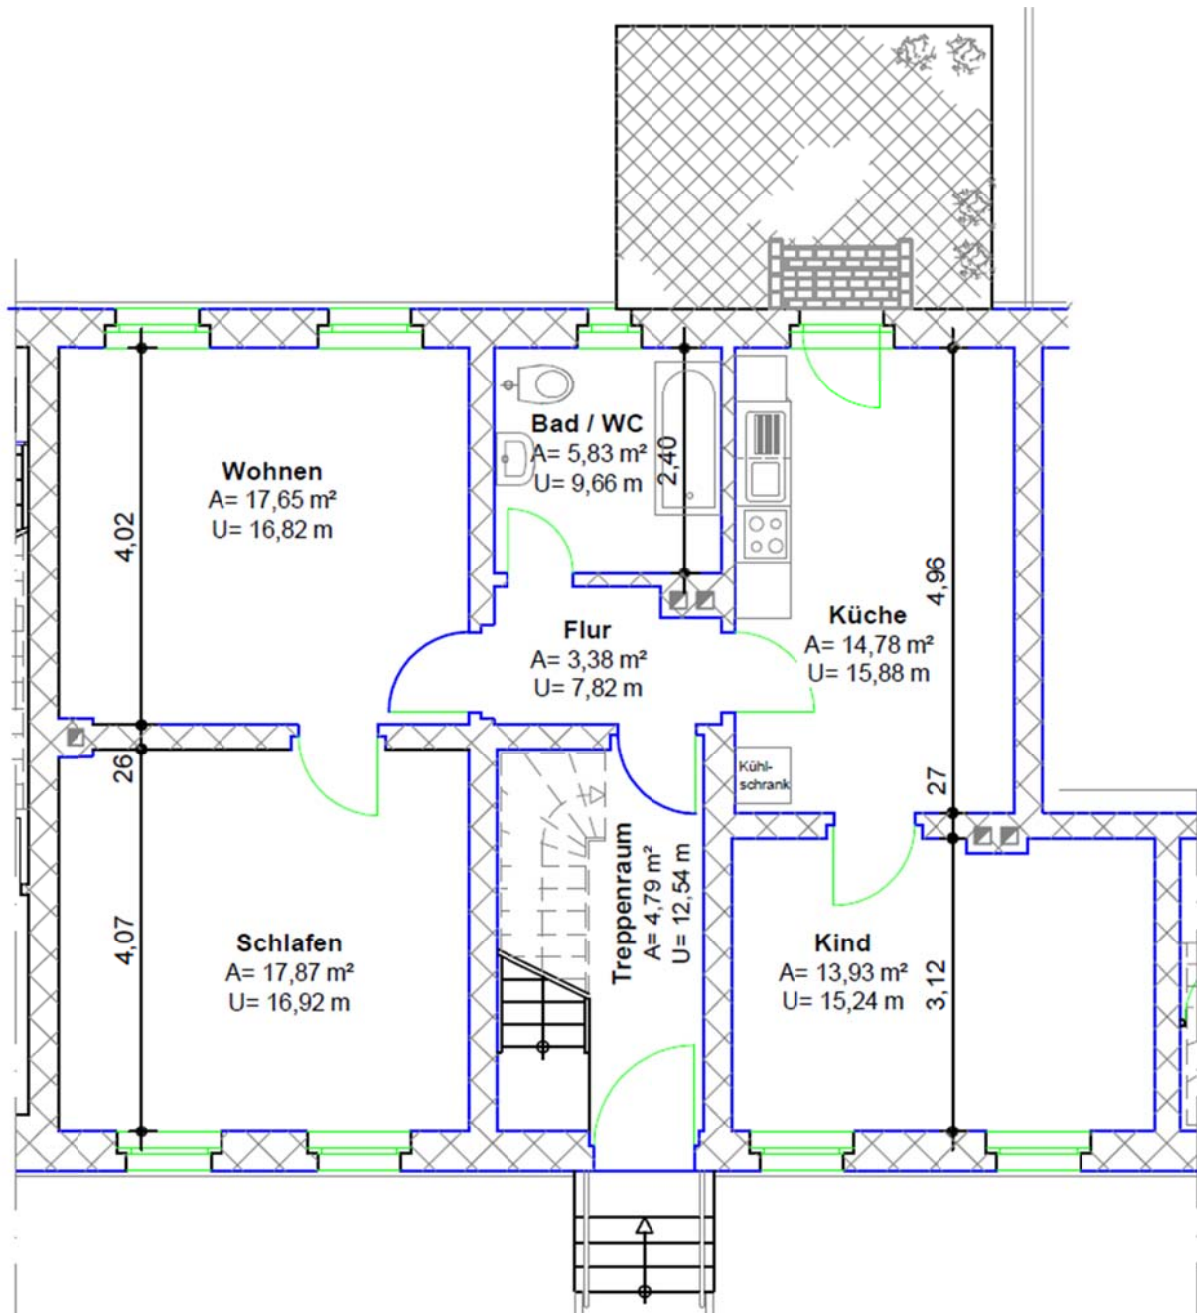 Bad / WC
A= 5,83 m²
U= 9,66 m
2,40
Wohnen
A= 17,65 m²
U= 16,82 m
4,02
Flur
A= 3,38 m²
U= 7,82 m
Küche
A= 14,78 m²
U= 15,88 m
4,96
Kühl-
schrank
26
27
Treppenraum
A= 4,79 m²
U= 12,54 m
Schlafen
A= 17,87 m²
U= 16,92 m
4,07
Kind
A= 13,93 m²
U= 15,24 m
3,12